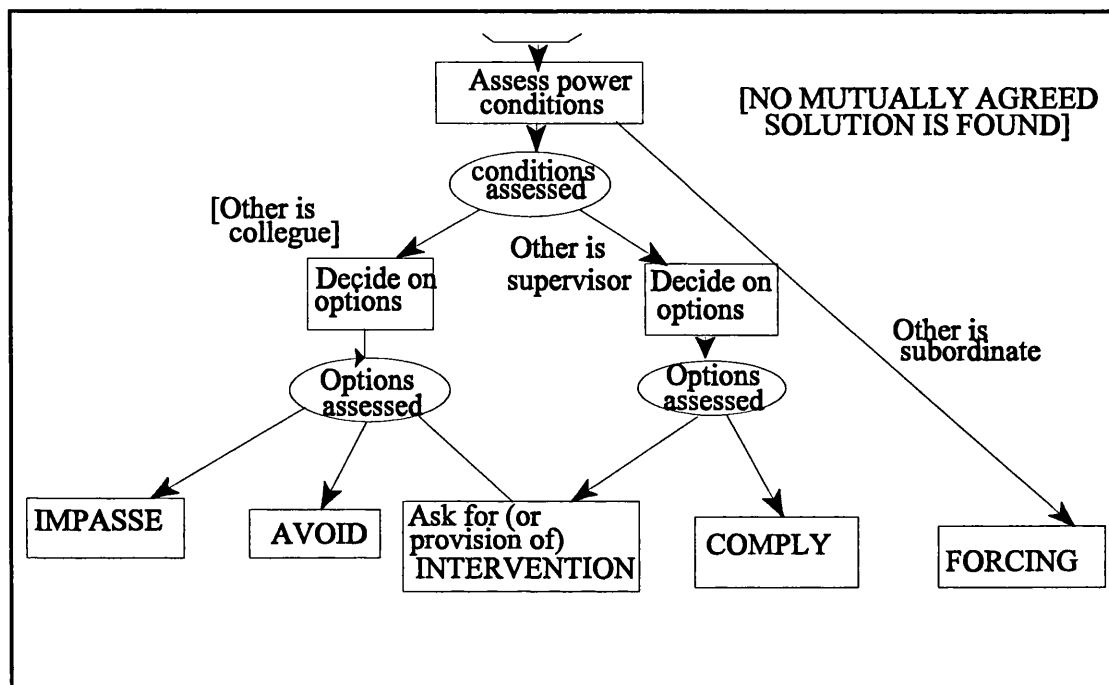 Assess power
conditions
[NO MUTUALLY AGREED
SOLUTION IS FOUND]
conditions
assessed
[Other is
collegue]
Other is
supervisor
Decide on
options
Decide on
options
Other is
subordinate
Options
assessed
Options
assessed
IMPASSE
AVOID
Ask for (or
provision of)
INTERVENTION
COMPLY
FORCING